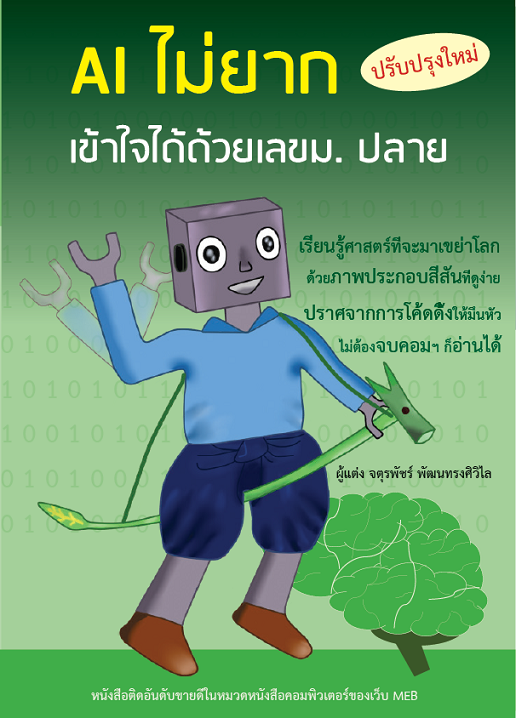 AI ไม่ยาก
ปรับปรุงใหม่
เข้าใจได้ด้วยเลขม. ปลาย
เรียนรู้ศาสตร์ที่จะมาเขย่าโลก
ด้วยภาพประกอบสีสันที่ดูง่าย
ปราศจากการโค้ดดิ้งให้มึนหัว
ไม่ต้องจบคอมฯ ก็อ่านได้
ผู้แต่ง จตุรพัชร์ พัฒนทรงศิวิไล
หนังสือติดอันดับขายดีในหมวดหนังสือคอมพิวเตอร์ของเว็บ MEB